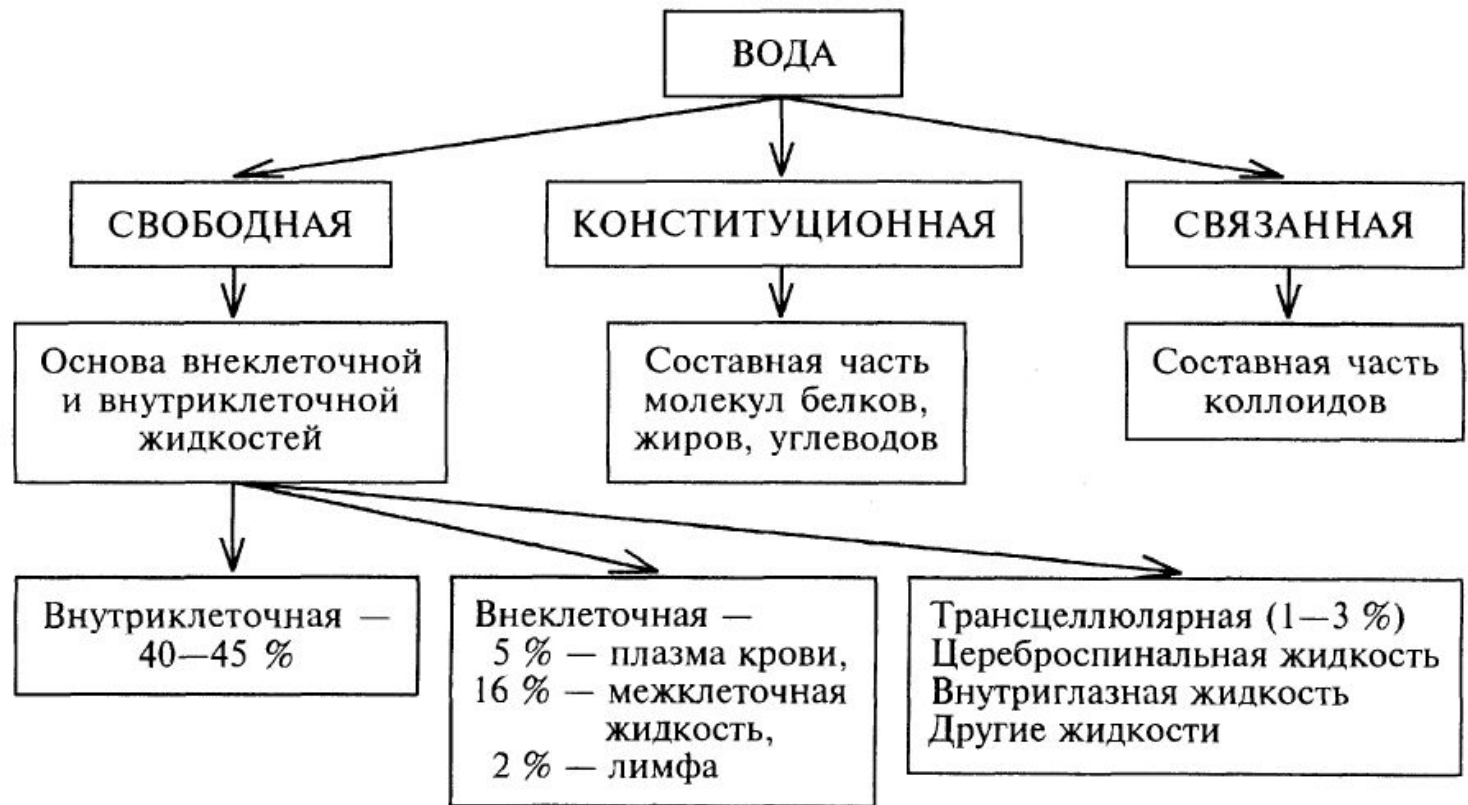 ВОДА
СВОБОДНАЯ
КОНСТИТУЦИОННАЯ
СВЯЗАННАЯ
Основа внеклеточной
и внутриклеточной
жидкостей
Составная часть
молекул белков,
жиров, углеводов
Составная часть
коллоидов
Внутриклеточная —
40—45 %
Внеклеточная —
5 % — плазма крови,
16 % — межклеточная
жидкость,
2 % — лимфа
Трансцеллюлярная (1—3 %)
Цереброспинальная жидкость
Внутриглазная жидкость
Другие жидкости